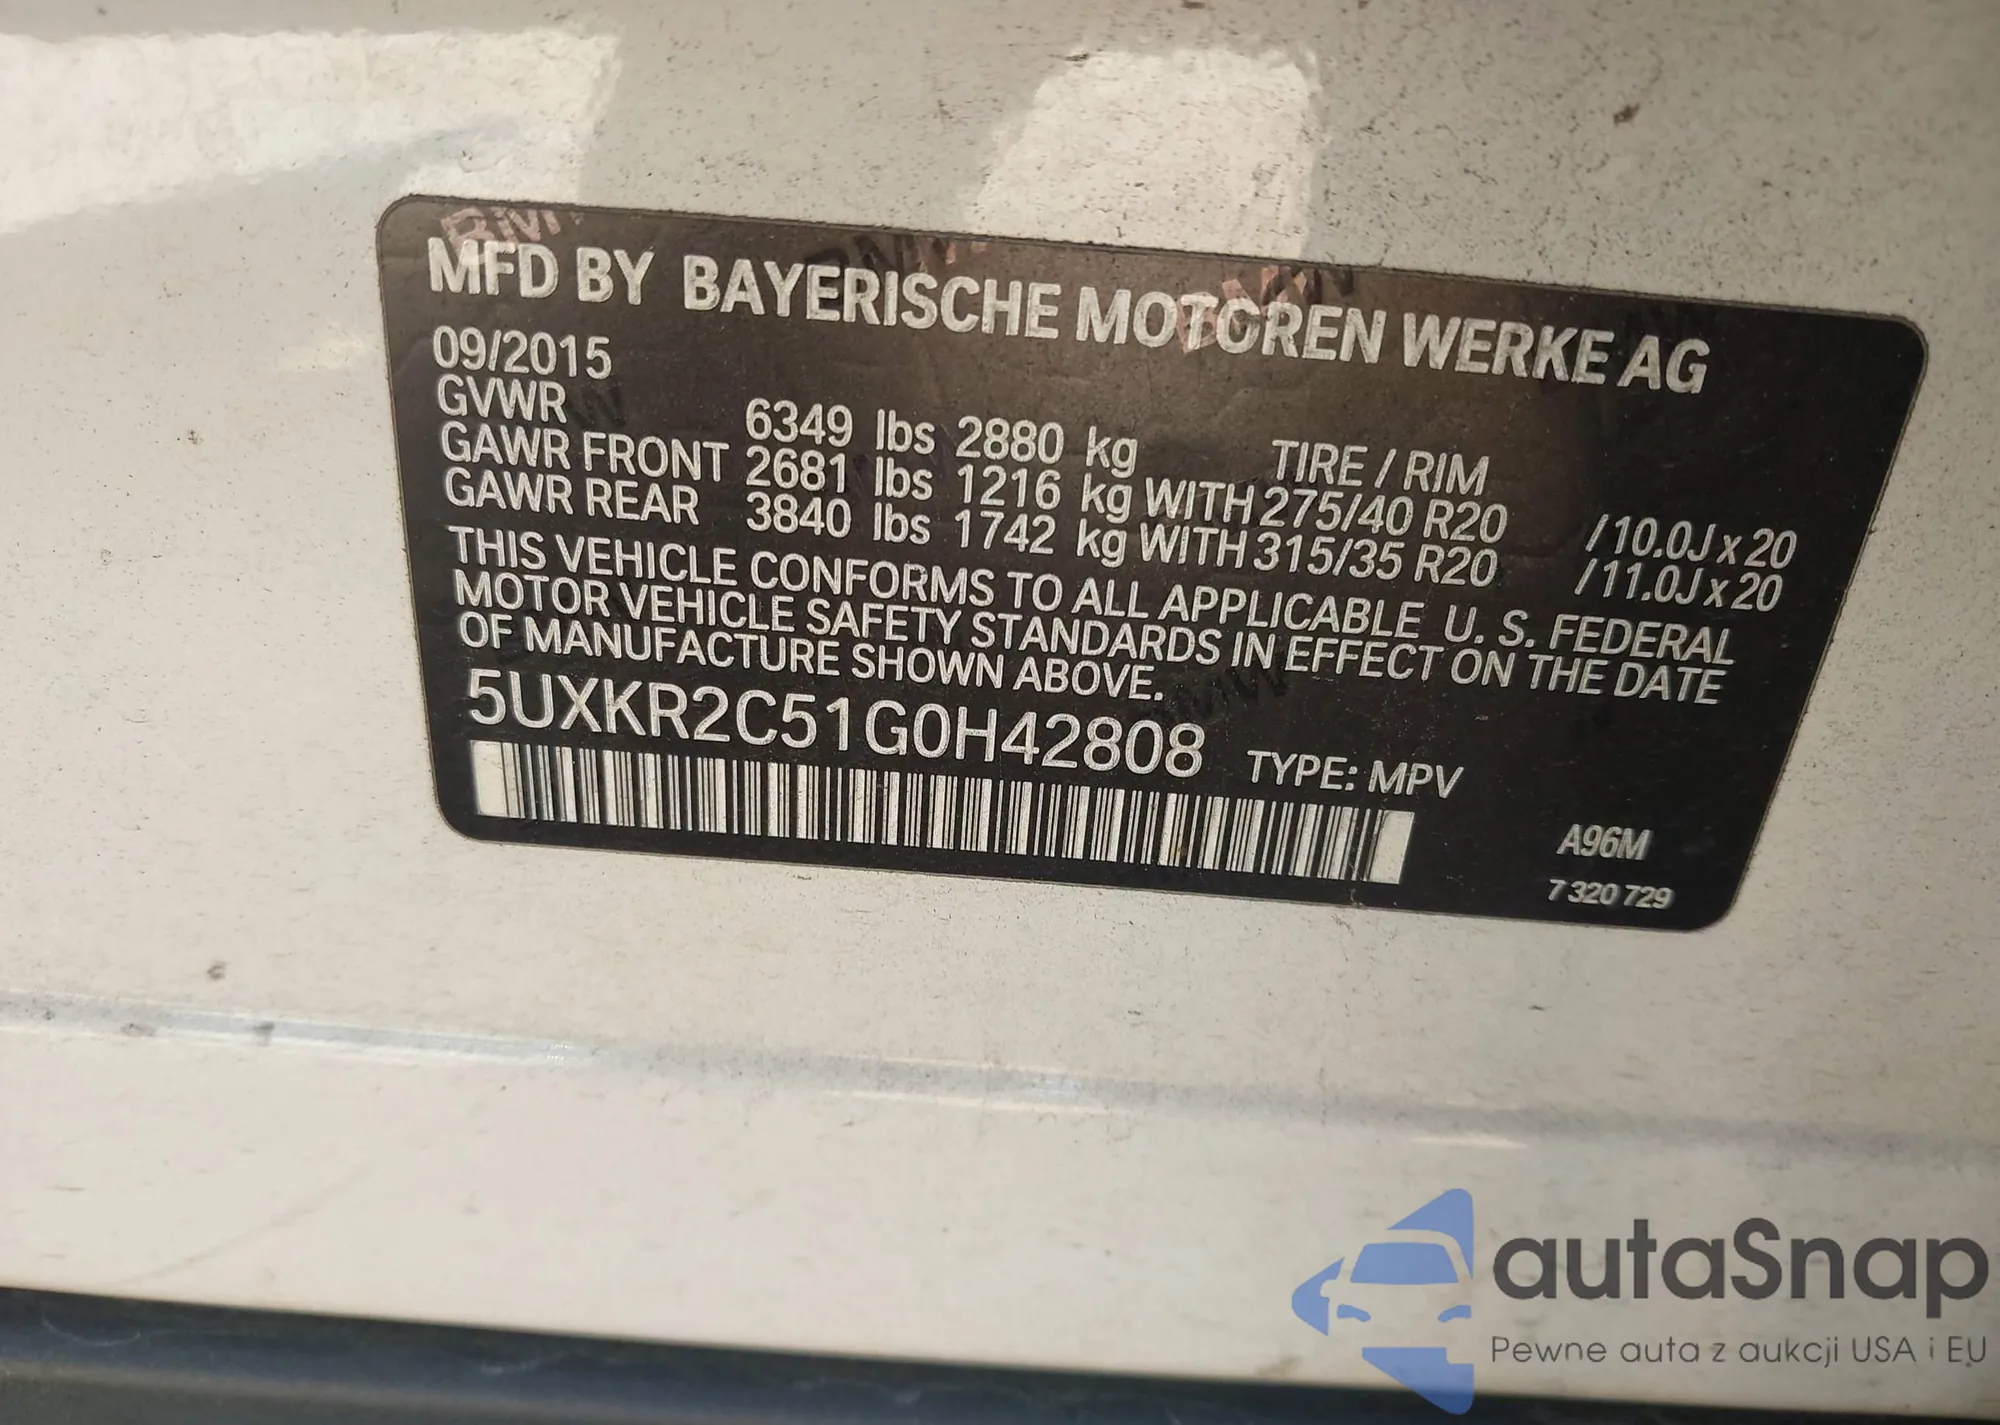 MFD BY BAYERISCHE MOTOREN WERKE AG
09/2015
GVWR 6349 lbs 2880 kg TIRE / RIM
GAWR FRONT 2681 lbs 1216 kg WITH 275/40 R20 / 10.0J x 20
GAWR REAR 3840 lbs 1742 kg WITH 315/35 R20 / 11.0J x 20
THIS VEHICLE CONFORMS TO ALL APPLICABLE U. S. FEDERAL
MOTOR VEHICLE SAFETY STANDARDS IN EFFECT ON THE DATE
OF MANUFACTURE SHOWN ABOVE.
5UXKR2C51G0H42808 TYPE: MPV
A96M
7 320 729
autaSnap
Pewne auta z aukcji USA i EU